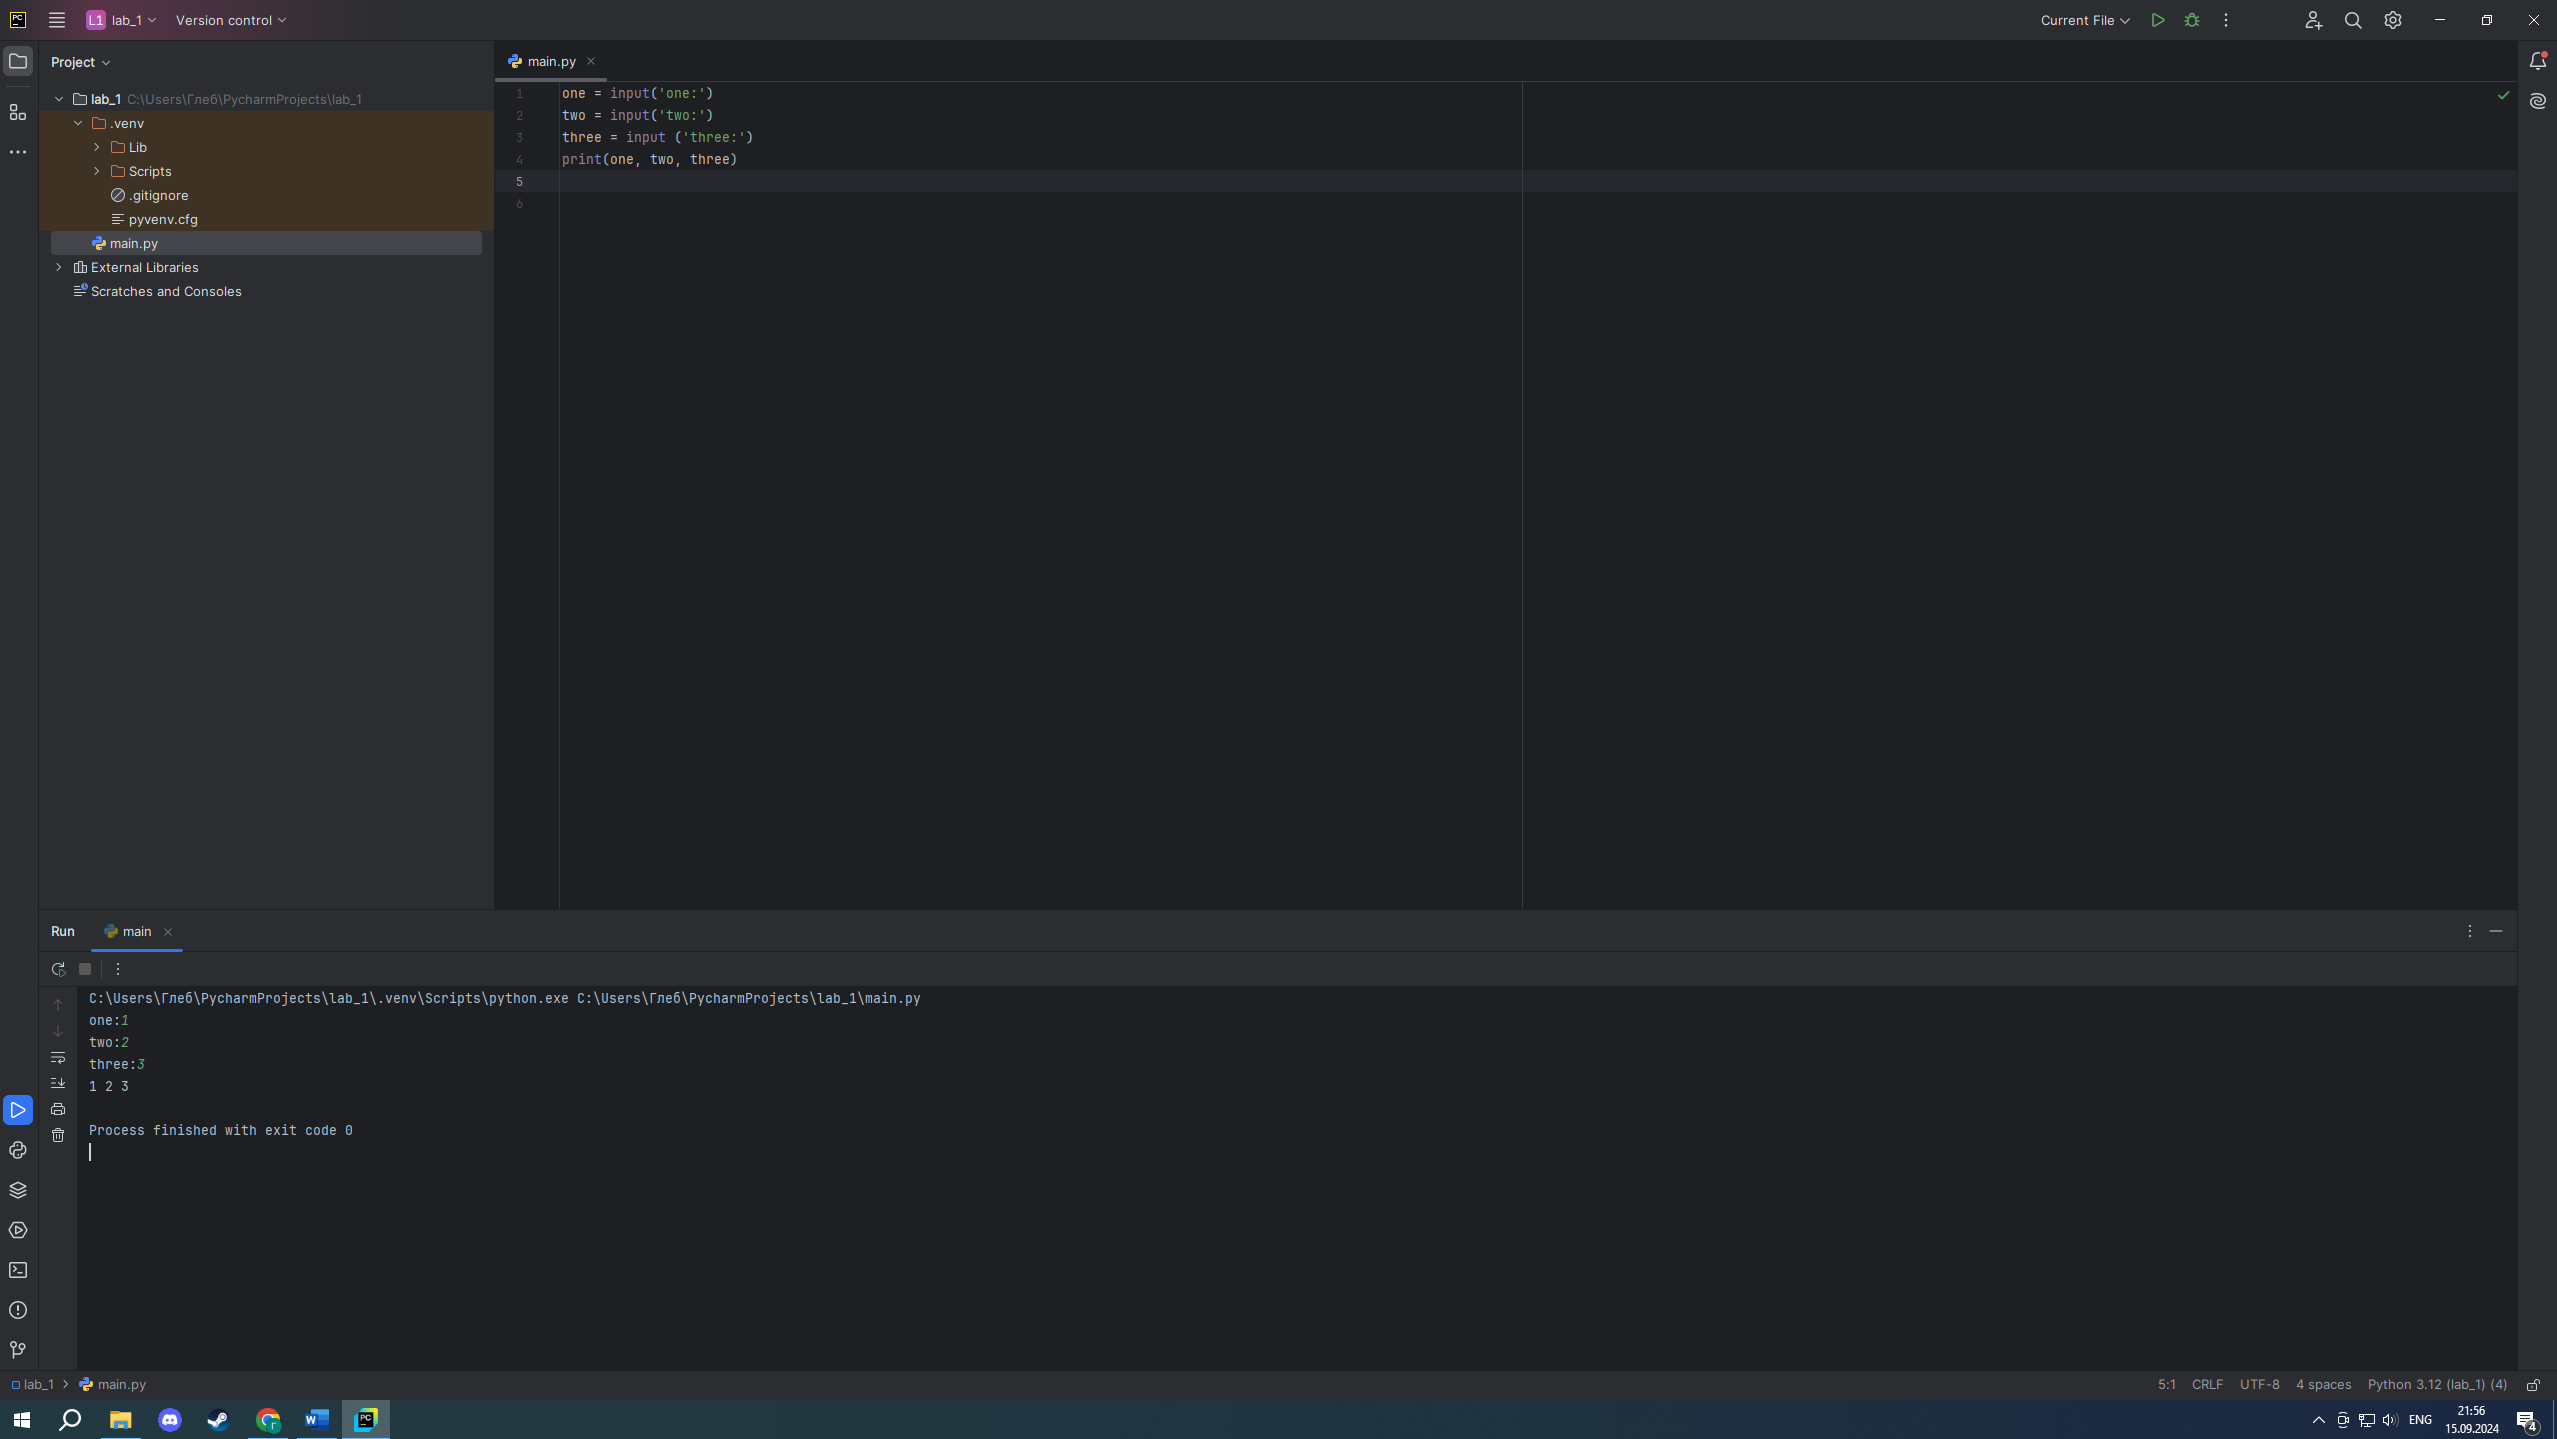 L1 lab_1 Version control Current File
Project
main.py
lab_1 C:\Users\Глеб\PycharmProjects\lab_1
.venv
Lib
Scripts
.gitignore
pyvenv.cfg
main.py
External Libraries
Scratches and Consoles
1 one = input('one:')
2 two = input('two:')
3 three = input ('three:')
4 print(one, two, three)
5
6
Run main
C:\Users\Глеб\PycharmProjects\lab_1\.venv\Scripts\python.exe C:\Users\Глеб\PycharmProjects\lab_1\main.py
one:1
two:2
three:3
1 2 3
Process finished with exit code 0
lab_1 main.py 5:1 CRLF UTF-8 4 spaces Python 3.12 (lab_1) (4)
ENG 21:56
15.09.2024
4